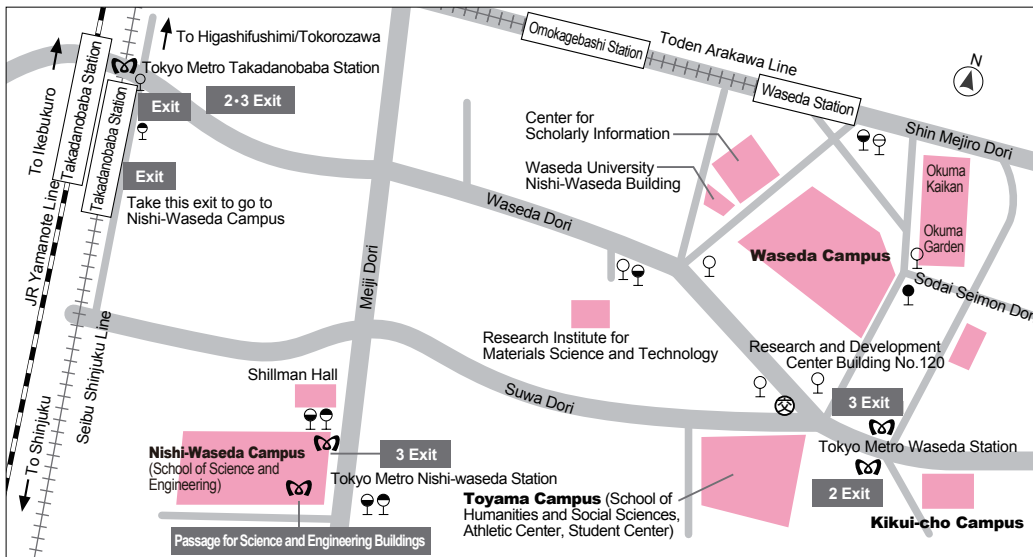 To Higashifushimi/Tokorozawa
Tokyo Metro Takadanobaba Station
Exit
2・3 Exit
To Ikebukuro
Takadanobaba Station
Takadanobaba Station
Exit
Take this exit to go to
Nishi-Waseda Campus
JR Yamanote Line
Seibu Shinjuku Line
To Shinjuku
Omokagebashi Station
Toden Arakawa Line
Waseda Station
N
Shin Mejiro Dori
Center for
Scholarly Information
Waseda University
Nishi-Waseda Building
Okuma
Kaikan
Okuma
Garden
Waseda Dori
Waseda Campus
Meiji Dori
Sodai Seimon Dori
Research Institute for
Materials Science and Technology
Research and Development
Center Building No.120
Shillman Hall
Suwa Dori
交
3 Exit
Nishi-Waseda Campus
(School of Science and
Engineering)
3 Exit
Tokyo Metro Nishi-waseda Station
Tokyo Metro Waseda Station
2 Exit
Toyama Campus (School of
Humanities and Social Sciences,
Athletic Center, Student Center)
Kikui-cho Campus
Passage for Science and Engineering Buildings